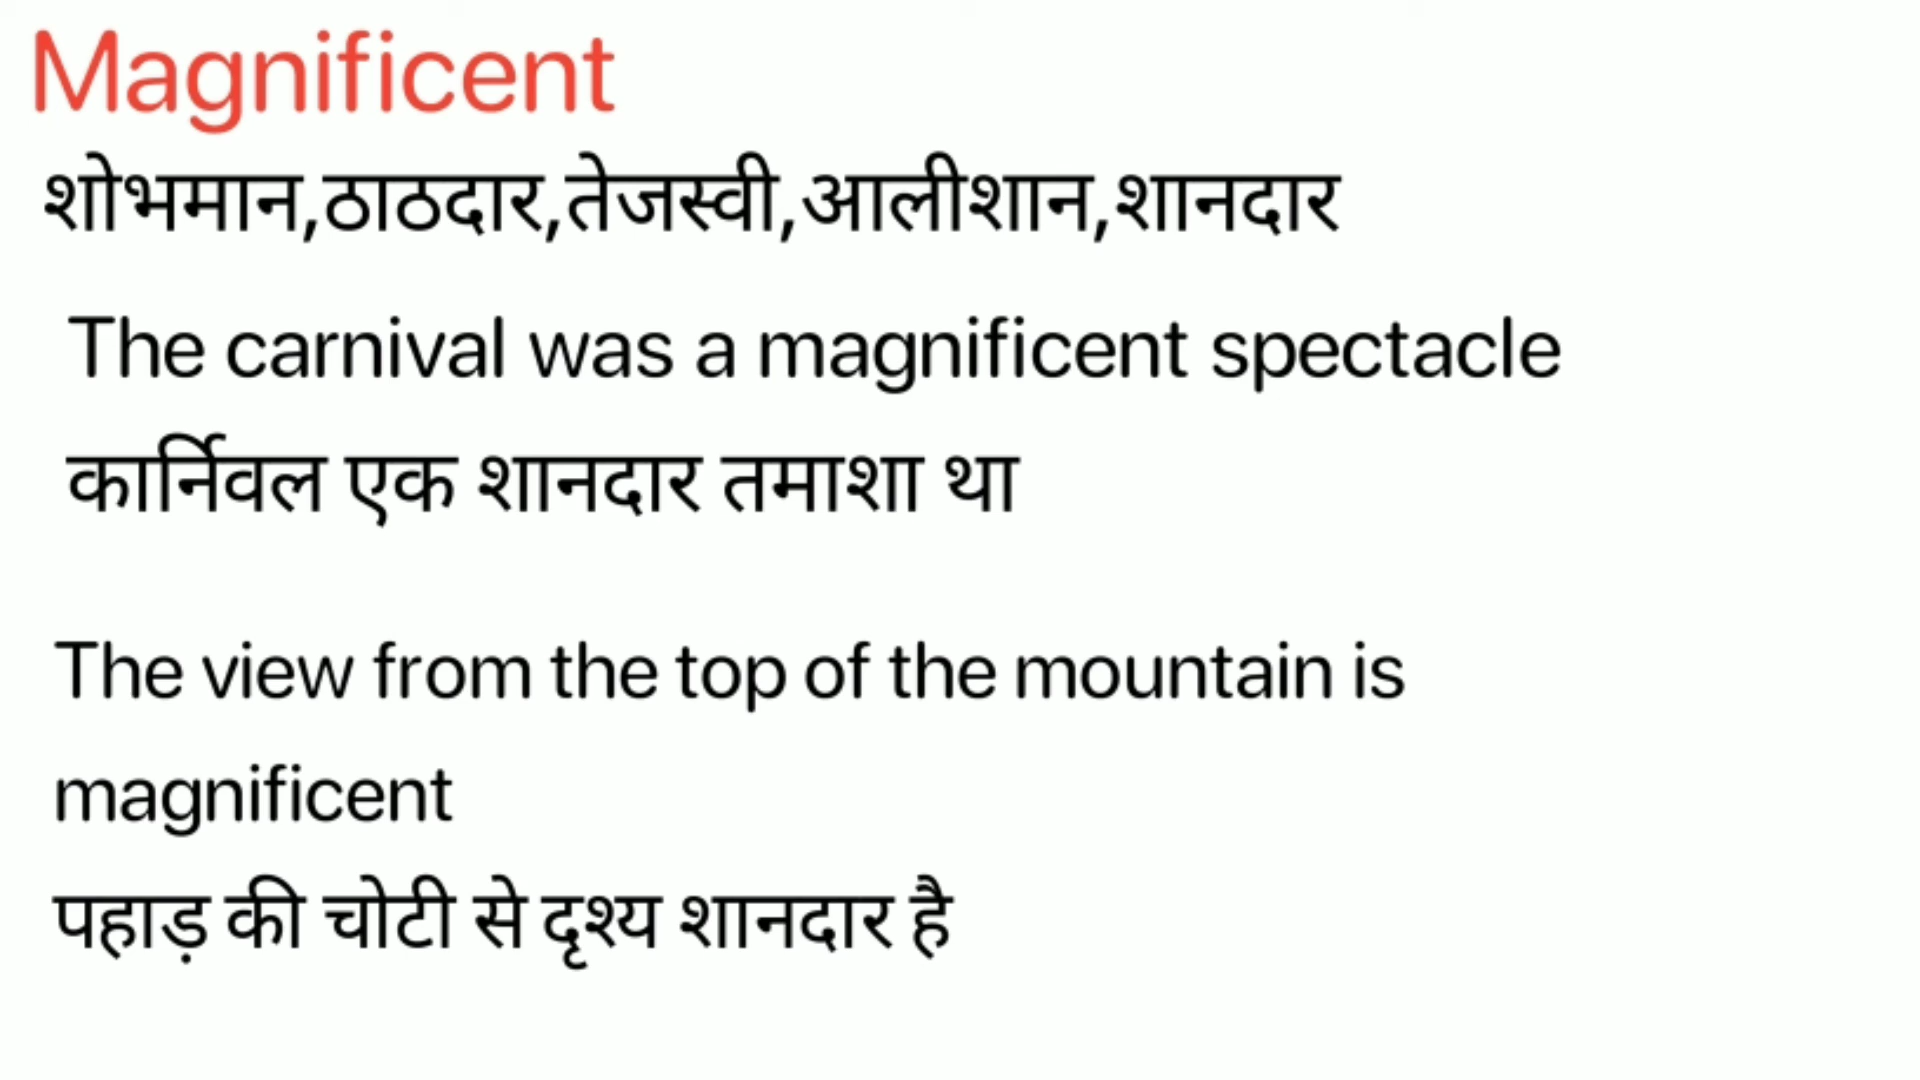 Magnificent
शोभमान,ठाठदार,तेजस्वी,आलीशान,शानदार
The carnival was a magnificent spectacle
कार्निवल एक शानदार तमाशा था
The view from the top of the mountain is
magnificent
पहाड़ की चोटी से दृश्य शानदार है